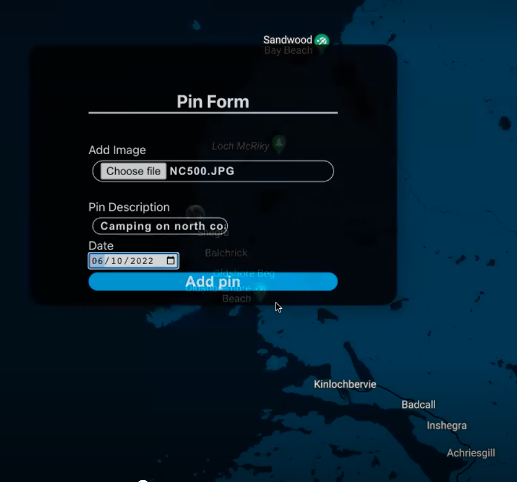 Sandwood
Bay Beach
Pin Form
Add Image
Loch McRiky
Choose file NC500.JPG
Pin Description
Camping on north co
Date
Balchrick
06/10/2022
Add pin
Beach
Kinlochbervie
Badcall
Inshegra
Achriesgill